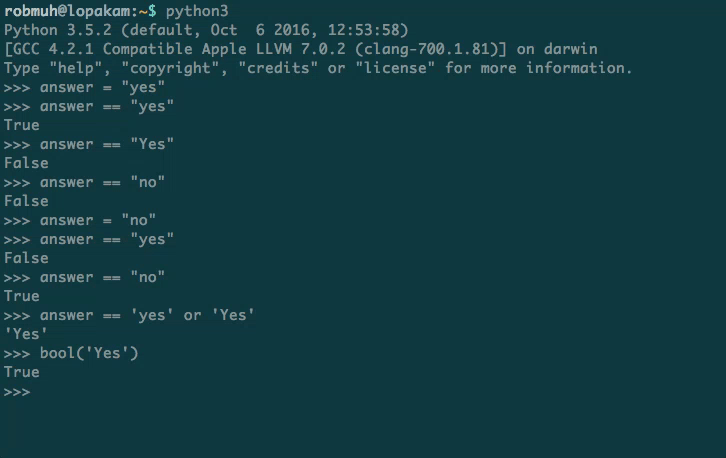 robmuh@lopakam:~$ python3
Python 3.5.2 (default, Oct  6 2016, 12:53:58)
[GCC 4.2.1 Compatible Apple LLVM 7.0.2 (clang-700.1.81)] on darwin
Type "help", "copyright", "credits" or "license" for more information.
>>> answer = "yes"
>>> answer == "yes"
True
>>> answer == "Yes"
False
>>> answer == "no"
False
>>> answer = "no"
>>> answer == "yes"
False
>>> answer == "no"
True
>>> answer == 'yes' or 'Yes'
'Yes'
>>> bool('Yes')
True
>>>